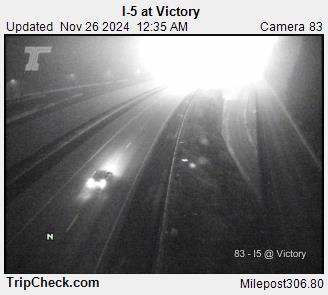 I-5 at Victory
Updated Nov 26 2024 12:35 AM Camera 83
T
N
83 - I5 @ Victory
TripCheck.com Milepost306.80